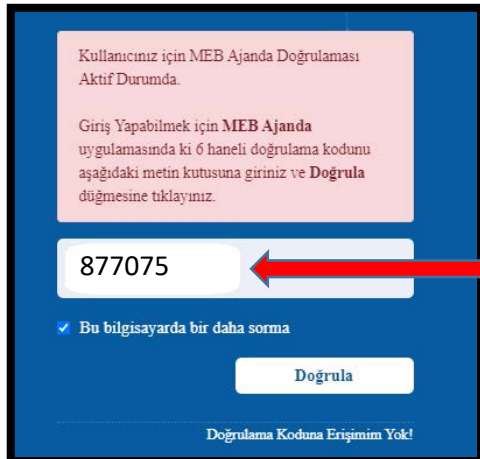 Kullanıcınız için MEB Ajanda Doğrulaması
Aktif Durumda.
Giriş Yapabilmek için MEB Ajanda
uygulamasında ki 6 haneli doğrulama kodunu
aşağıdaki metin kutusuna giriniz ve Doğrula
düğmesine tıklayınız.
877075
Bu bilgisayarda bir daha sorma
Doğrula
Doğrulama Koduna Erişimim Yok!